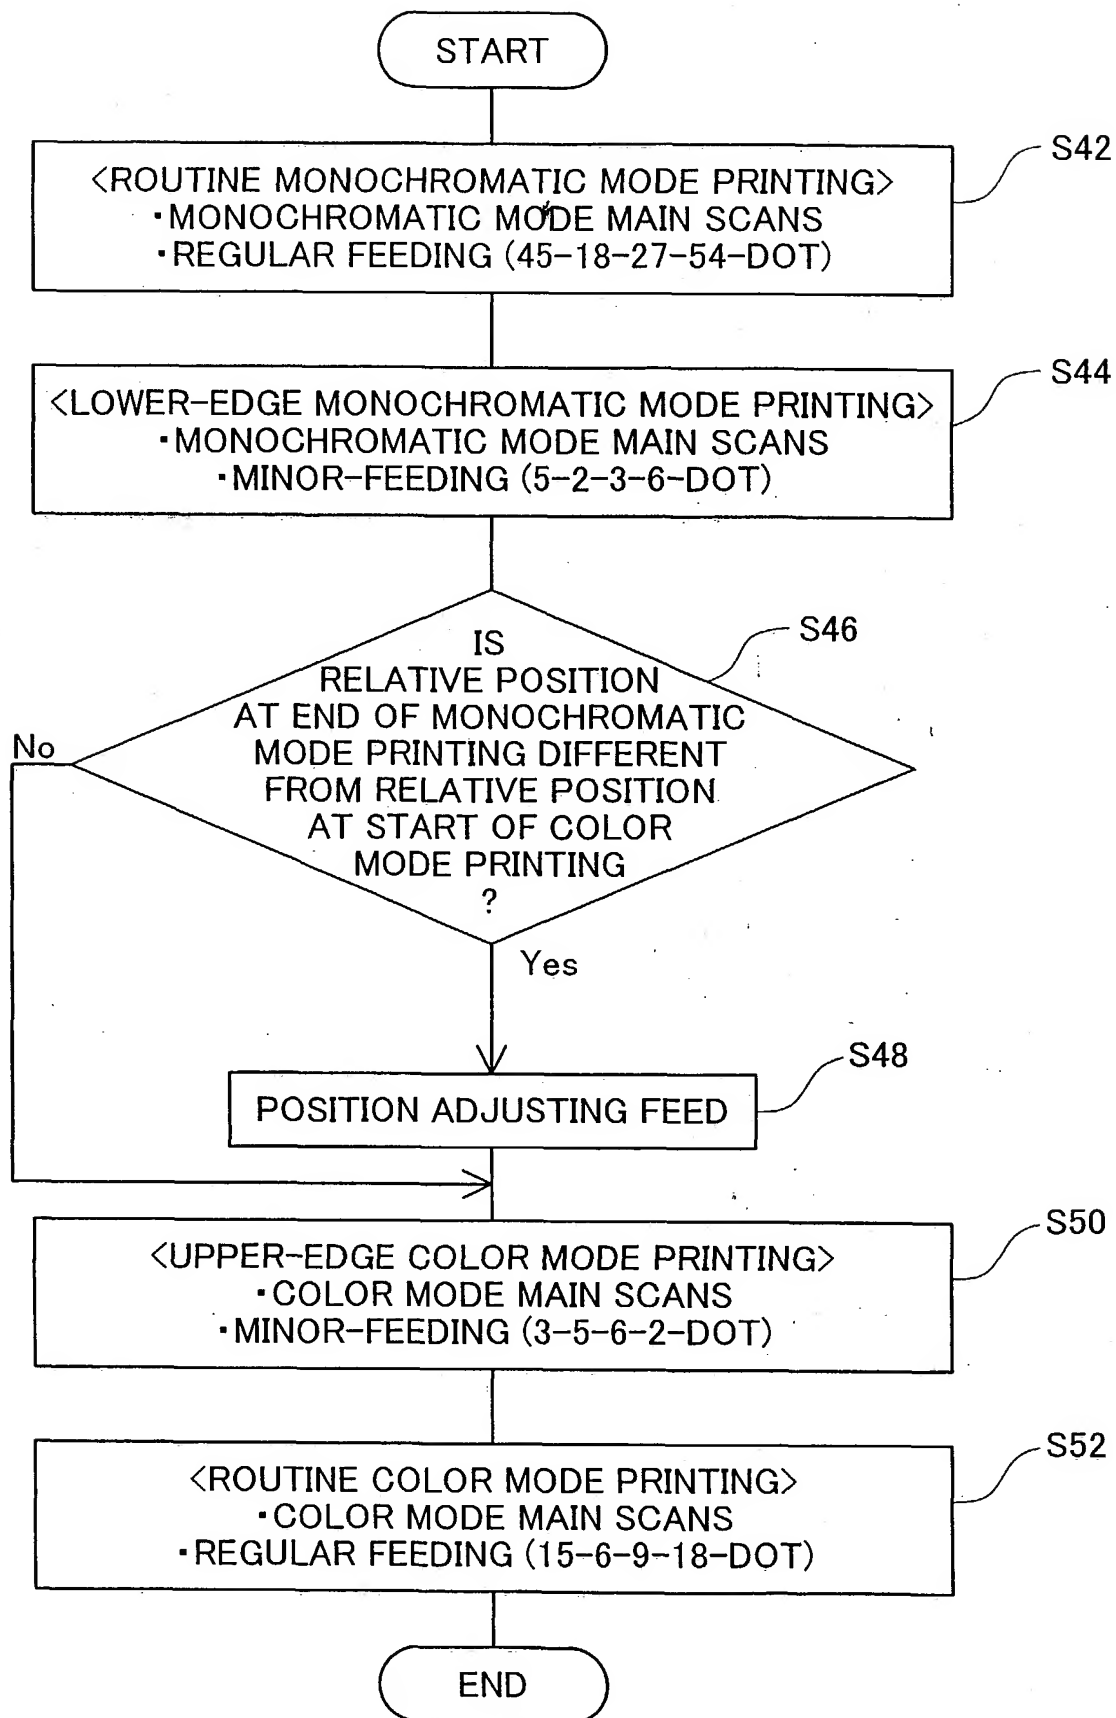 START
S42
<ROUTINE MONOCHROMATIC MODE PRINTING>
・MONOCHROMATIC MODE MAIN SCANS
・REGULAR FEEDING (45-18-27-54-DOT)
S44
<LOWER-EDGE MONOCHROMATIC MODE PRINTING>
・MONOCHROMATIC MODE MAIN SCANS
・MINOR-FEEDING (5-2-3-6-DOT)
S46
IS
RELATIVE POSITION
AT END OF MONOCHROMATIC
MODE PRINTING DIFFERENT
FROM RELATIVE POSITION
AT START OF COLOR
MODE PRINTING
?
No
Yes
S48
POSITION ADJUSTING FEED
S50
<UPPER-EDGE COLOR MODE PRINTING>
・COLOR MODE MAIN SCANS
・MINOR-FEEDING (3-5-6-2-DOT)
S52
<ROUTINE COLOR MODE PRINTING>
・COLOR MODE MAIN SCANS
・REGULAR FEEDING (15-6-9-18-DOT)
END